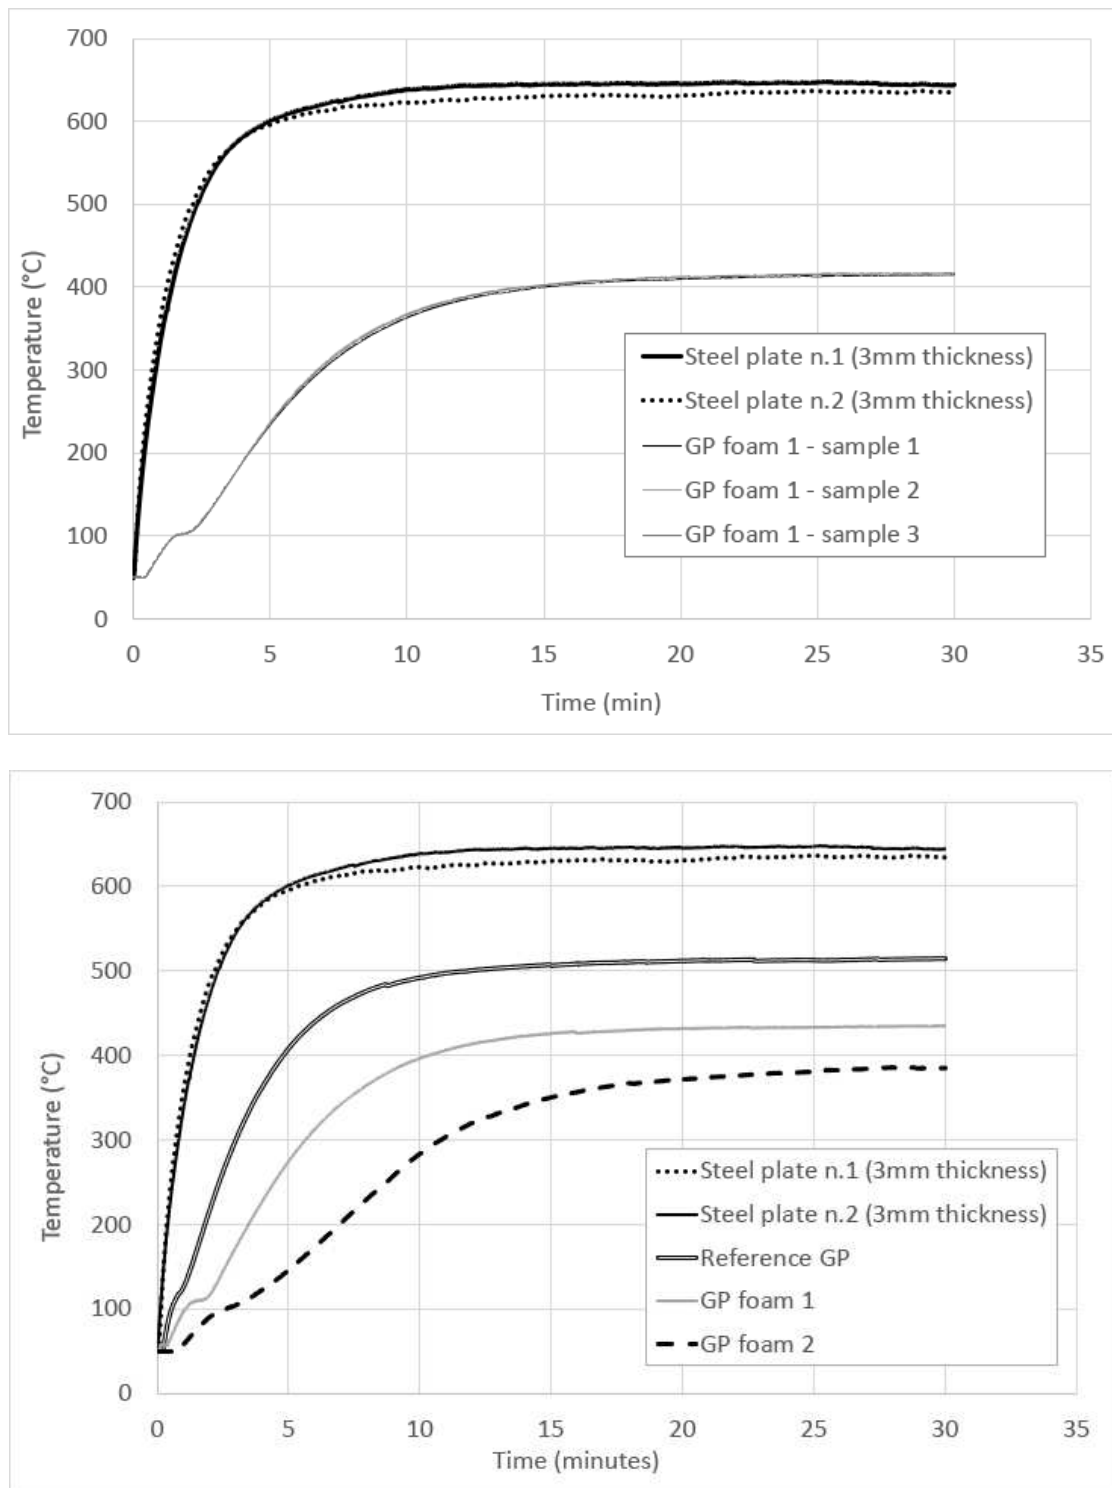 700
600
500
400
300
200
100
0
Temperature (°C)
Steel plate n.1 (3mm thickness)
Steel plate n.2 (3mm thickness)
GP foam 1 - sample 1
GP foam 1 - sample 2
GP foam 1 - sample 3
0 5 10 15 20 25 30 35
Time (min)
700
600
500
400
300
200
100
0
Temperature (°C)
Steel plate n.1 (3mm thickness)
Steel plate n.2 (3mm thickness)
Reference GP
GP foam 1
GP foam 2
0 5 10 15 20 25 30 35
Time (minutes)